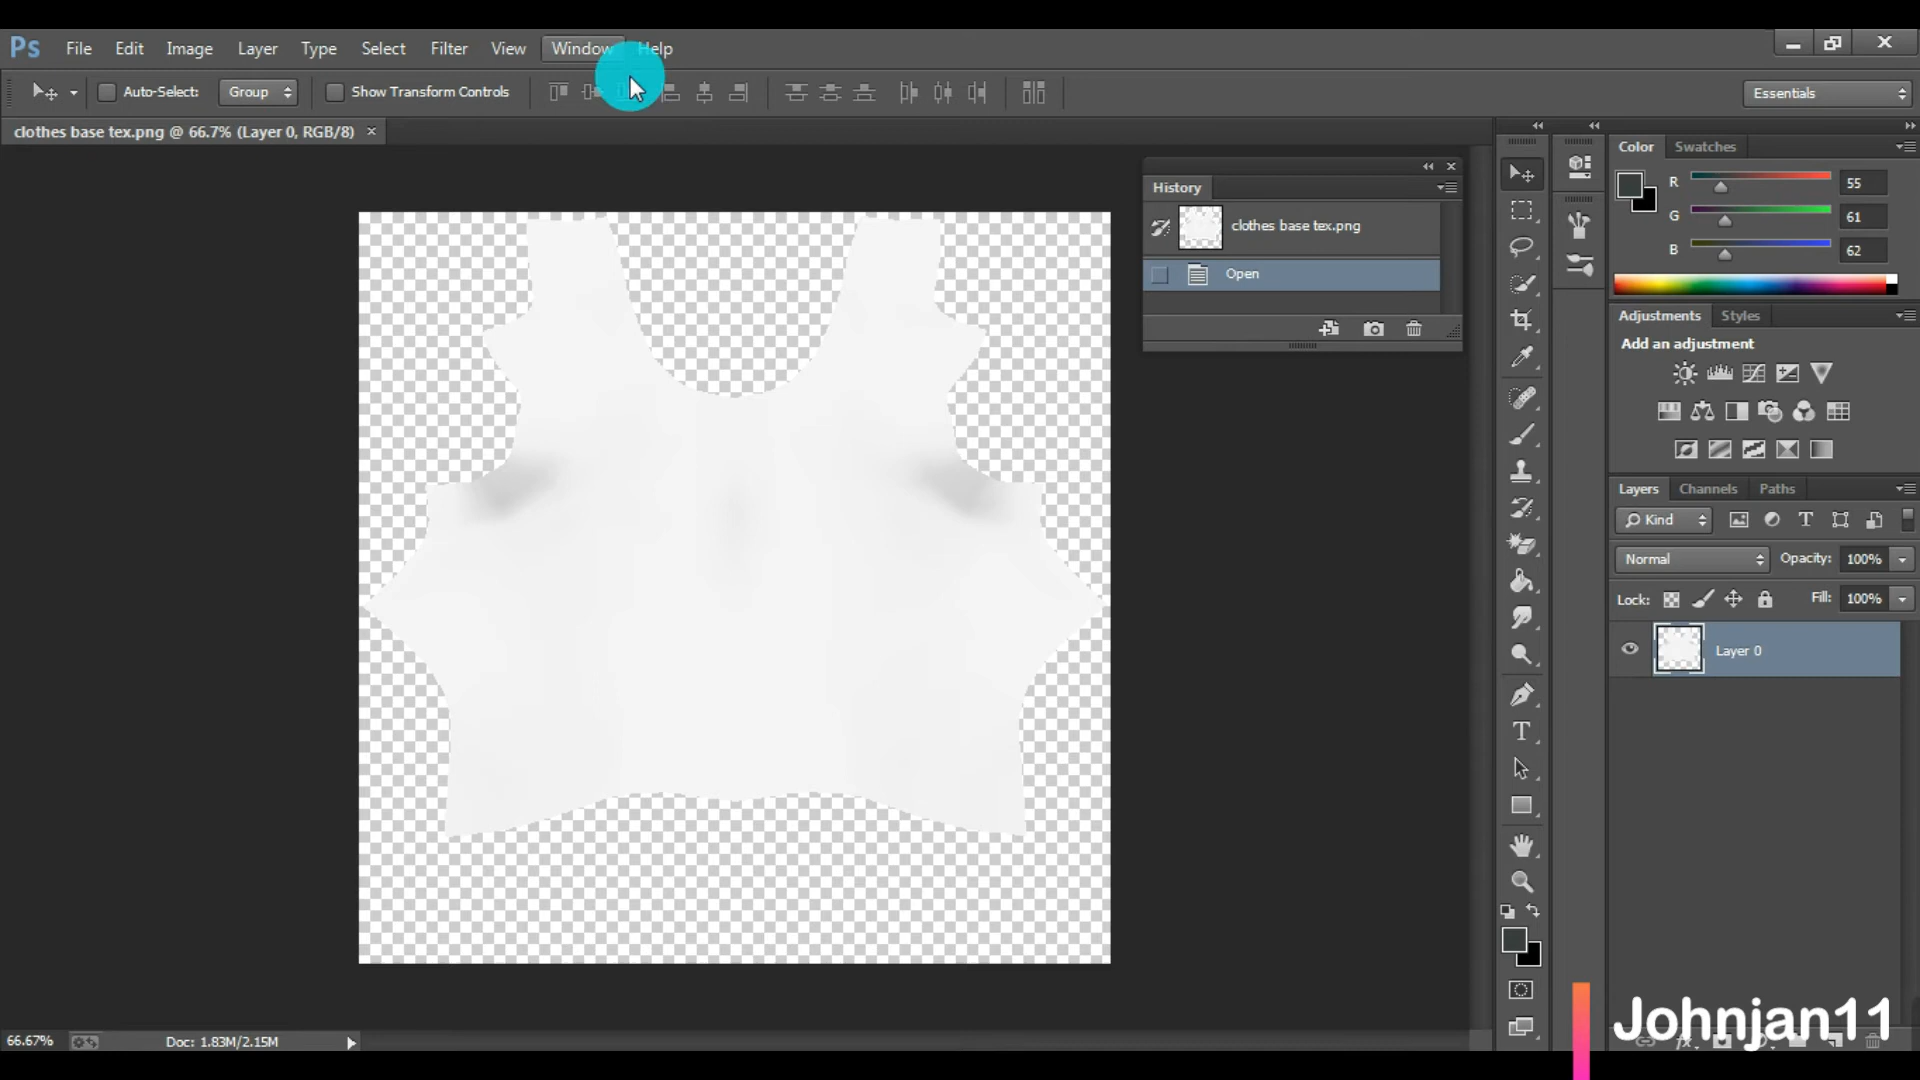 Ps File Edit Image Layer Type Select Filter View Window Help
Auto-Select: Group Show Transform Controls Essentials
clothes base tex.png @ 66.7% (Layer 0, RGB/8) ×
History
clothes base tex.png
Open
Color Swatches
R 55
G 61
B 62
Adjustments Styles
Add an adjustment
Layers Channels Paths
Kind
Normal Opacity: 100%
Lock: Fill: 100%
Layer 0
66.67% Doc: 1.83M/2.15M
Johnjan11